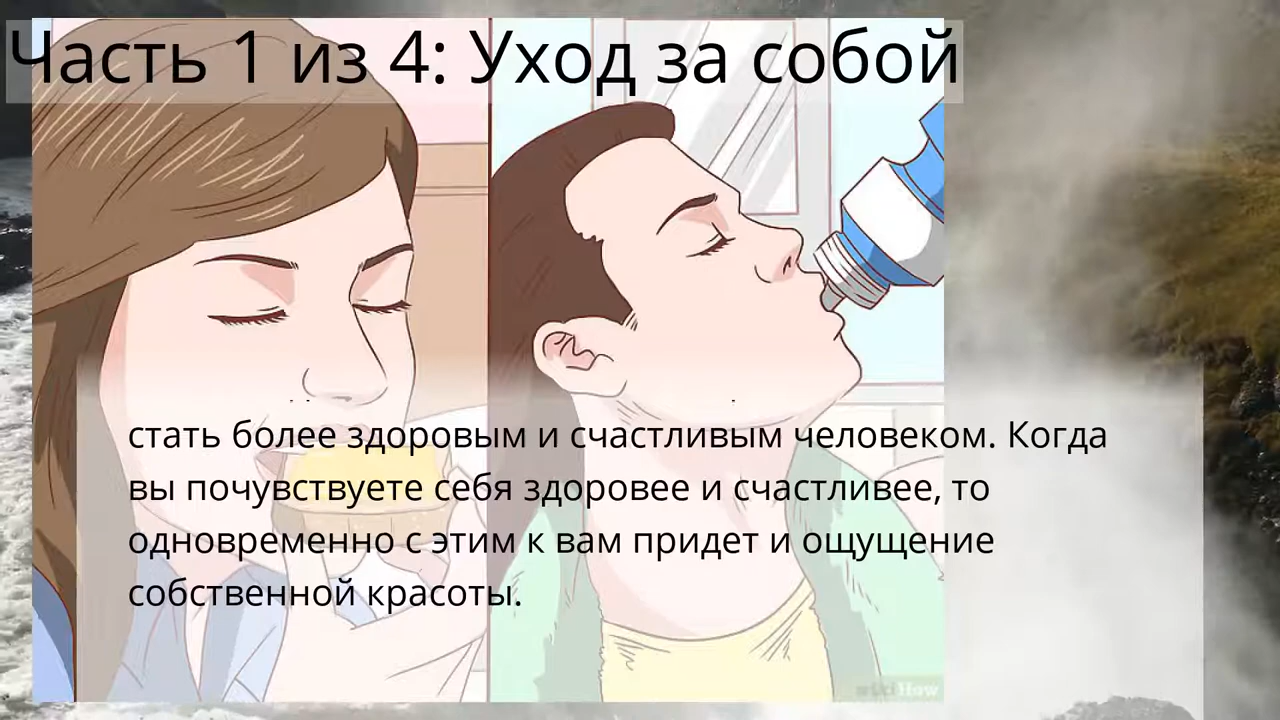 Часть 1 из 4: Уход за собой
стать более здоровым и счастливым человеком. Когда
вы почувствуете себя здоровее и счастливее, то
одновременно с этим к вам придет и ощущение
собственной красоты.
wikiHow